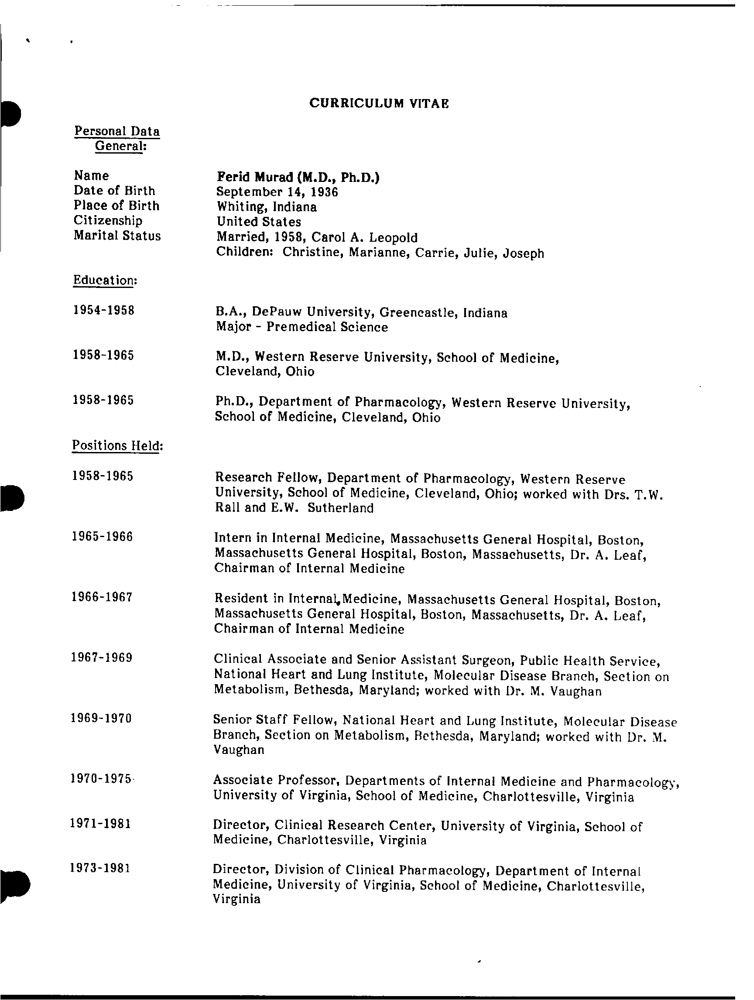 CURRICULUM VITAE
Personal Data
General:
Name Ferid Murad (M.D., Ph.D.)
Date of Birth September 14, 1936
Place of Birth Whiting, Indiana
Citizenship United States
Marital Status Married, 1958, Carol A. Leopold
Children: Christine, Marianne, Carrie, Julie, Joseph
Education:
1954-1958 B.A., DePauw University, Greencastle, Indiana
Major - Premedical Science
1958-1965 M.D., Western Reserve University, School of Medicine,
Cleveland, Ohio
1958-1965 Ph.D., Department of Pharmacology, Western Reserve University,
School of Medicine, Cleveland, Ohio
Positions Held:
1958-1965 Research Fellow, Department of Pharmacology, Western Reserve
University, School of Medicine, Cleveland, Ohio; worked with Drs. T.W.
Rall and E.W. Sutherland
1965-1966 Intern in Internal Medicine, Massachusetts General Hospital, Boston,
Massachusetts General Hospital, Boston, Massachusetts, Dr. A. Leaf,
Chairman of Internal Medicine
1966-1967 Resident in Internal Medicine, Massachusetts General Hospital, Boston,
Massachusetts General Hospital, Boston, Massachusetts, Dr. A. Leaf,
Chairman of Internal Medicine
1967-1969 Clinical Associate and Senior Assistant Surgeon, Public Health Service,
National Heart and Lung Institute, Molecular Disease Branch, Section on
Metabolism, Bethesda, Maryland; worked with Dr. M. Vaughan
1969-1970 Senior Staff Fellow, National Heart and Lung Institute, Molecular Disease
Branch, Section on Metabolism, Bethesda, Maryland; worked with Dr. M.
Vaughan
1970-1975 Associate Professor, Departments of Internal Medicine and Pharmacology,
University of Virginia, School of Medicine, Charlottesville, Virginia
1971-1981 Director, Clinical Research Center, University of Virginia, School of
Medicine, Charlottesville, Virginia
1973-1981 Director, Division of Clinical Pharmacology, Department of Internal
Medicine, University of Virginia, School of Medicine, Charlottesville,
Virginia